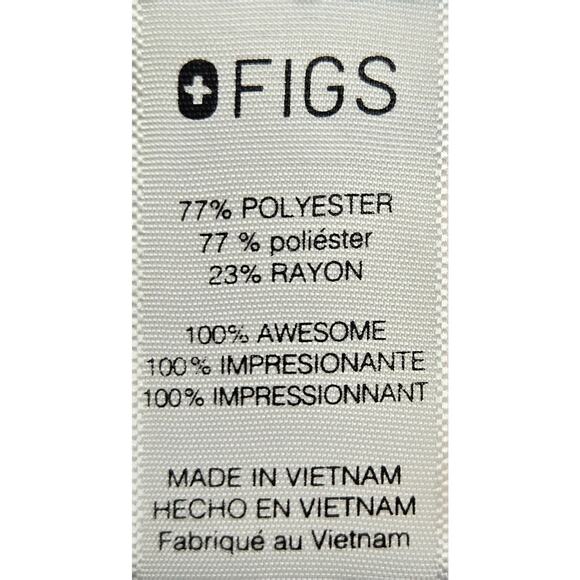 FIGS
77% POLYESTER
77 % poliéster
23% RAYON
100% AWESOME
100% IMPRESIONANTE
100% IMPRESSIONNANT
MADE IN VIETNAM
HECHO EN VIETNAM
Fabriqué au Vietnam